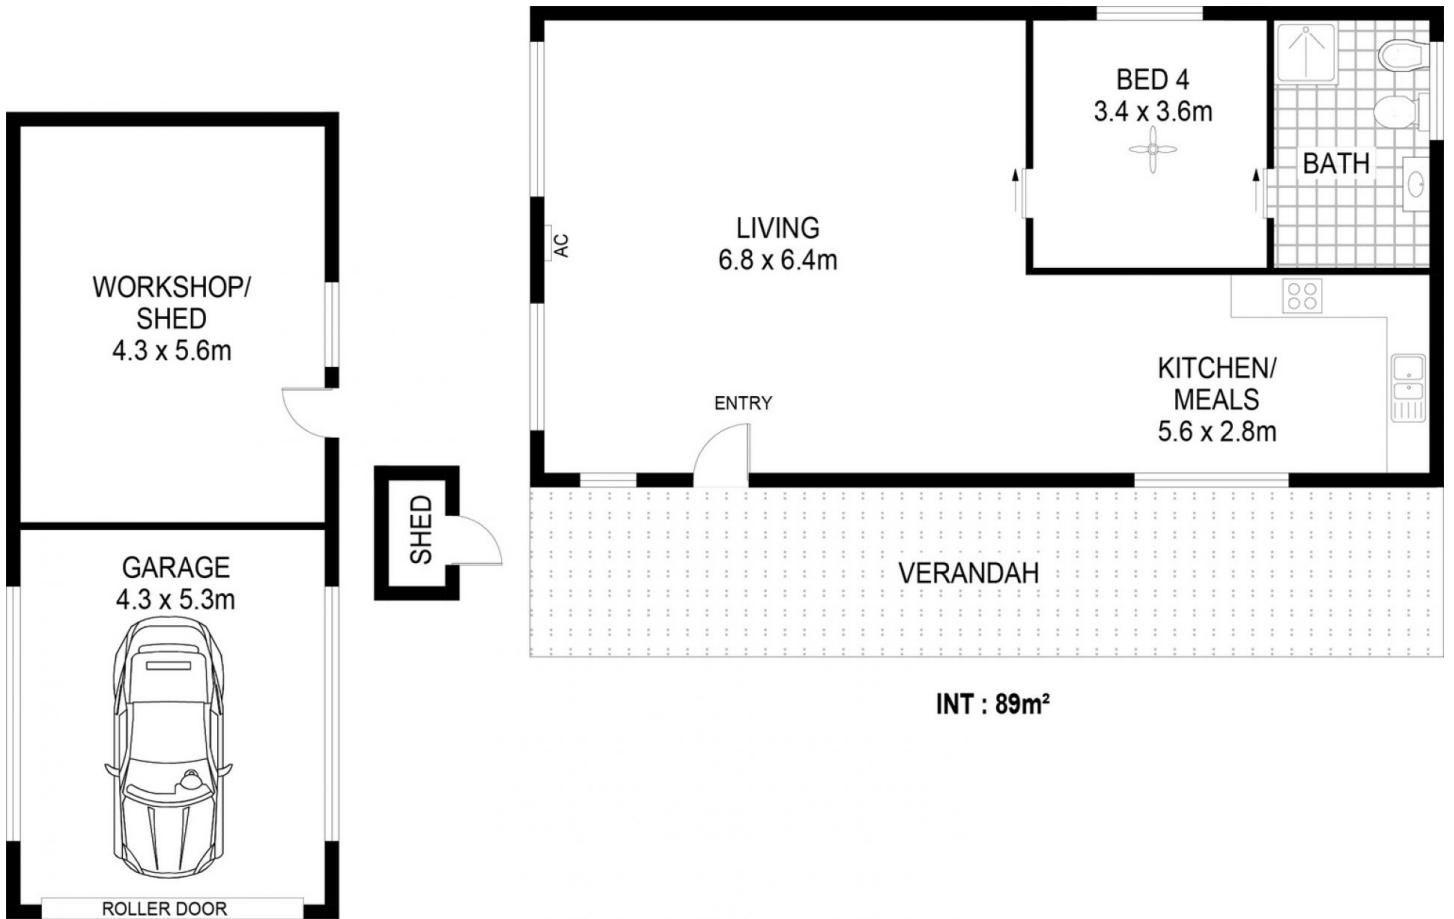 BED 4
3.4 x 3.6m
BATH
LIVING
6.8 x 6.4m
AC
WORKSHOP/
SHED
4.3 x 5.6m
KITCHEN/
MEALS
5.6 x 2.8m
ENTRY
SHED
GARAGE
4.3 x 5.3m
VERANDAH
INT : 89m²
ROLLER DOOR